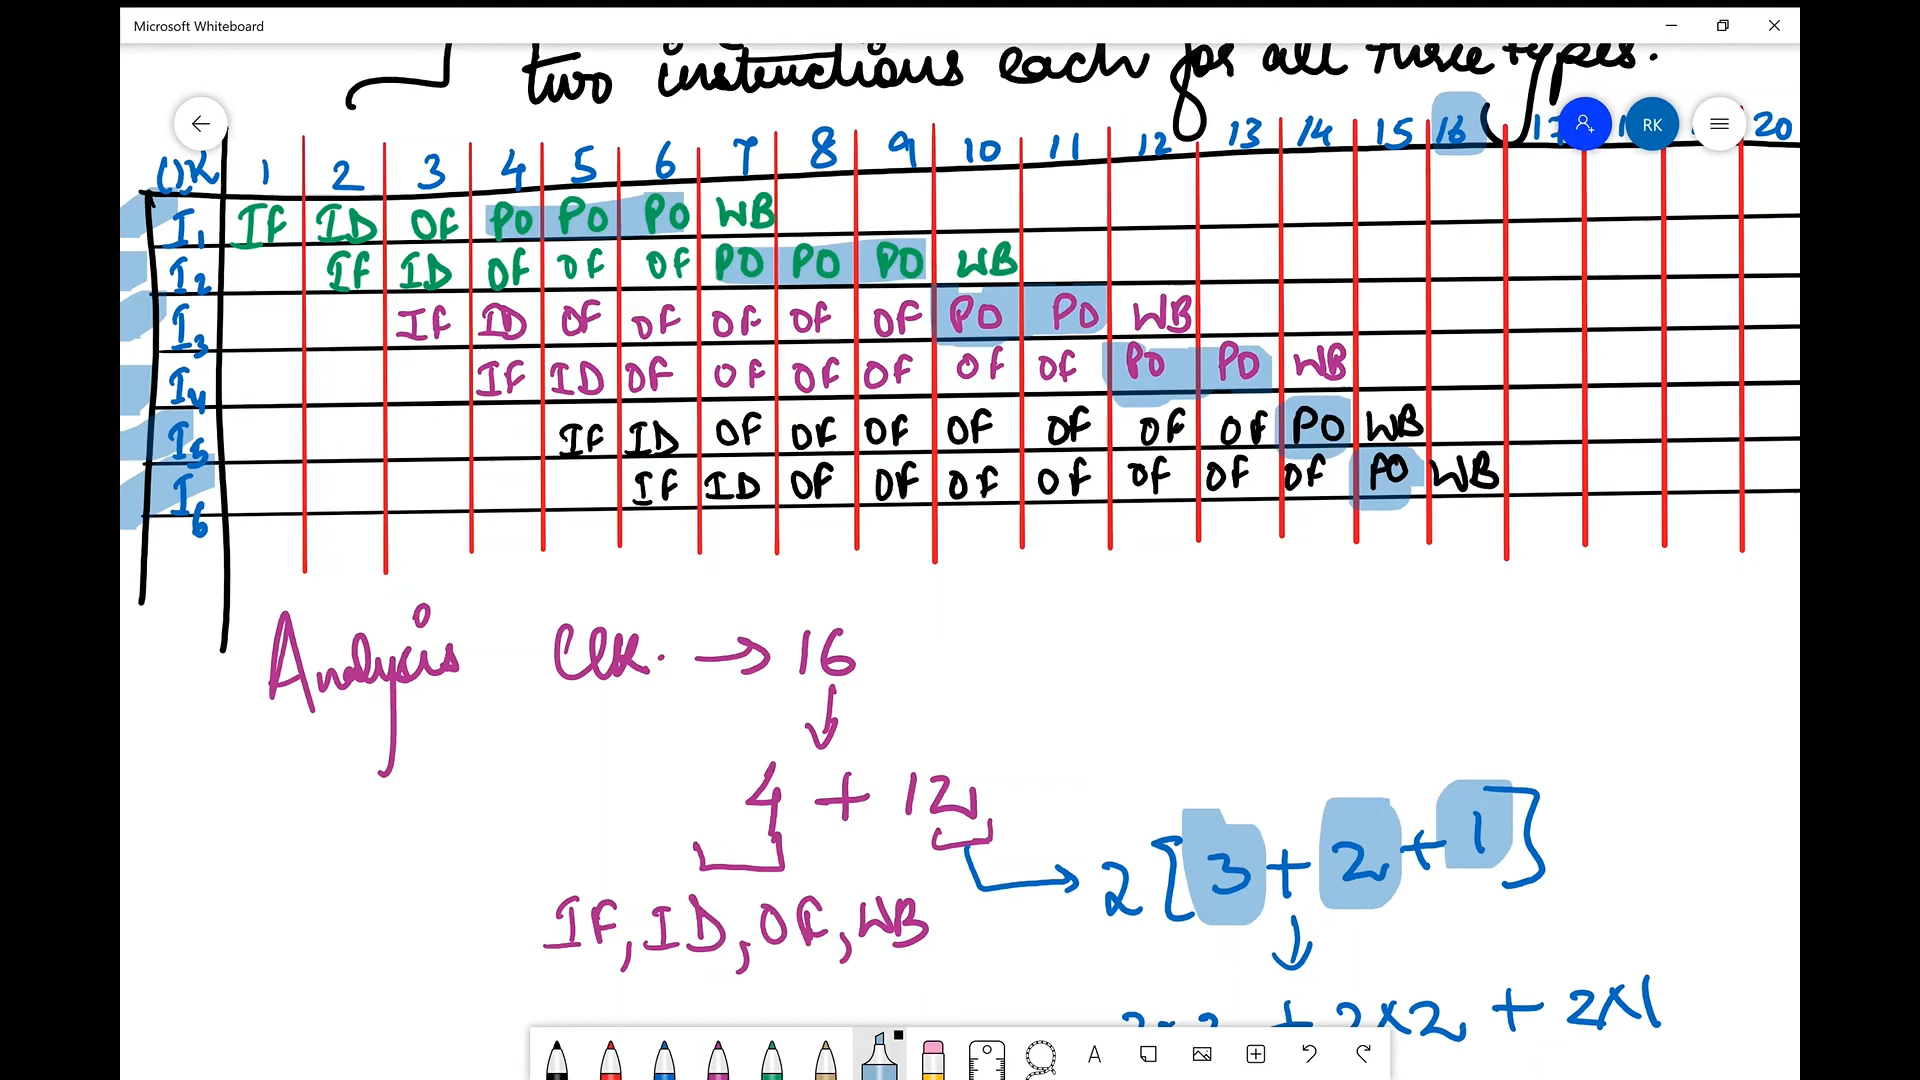 Microsoft Whiteboard
two instructions each for all three types.
RK
CLK 1 2 3 4 5 6 7 8 9 10 11 12 13 14 15 16 17 20
I1 IF ID OF PO PO PO WB
I2 IF ID OF OF OF PO PO PO WB
I3 IF ID OF OF OF OF OF PO PO WB
I4 IF ID OF OF OF OF OF OF PO PO WB
I5 IF ID OF OF OF OF OF OF OF PO WB
I6 IF ID OF OF OF OF OF OF OF PO WB
Analysis CLK. → 16
4 + 12
2 [3 + 2 + 1]
IF, ID, OF, WB
+ 2x2 + 2x1
A